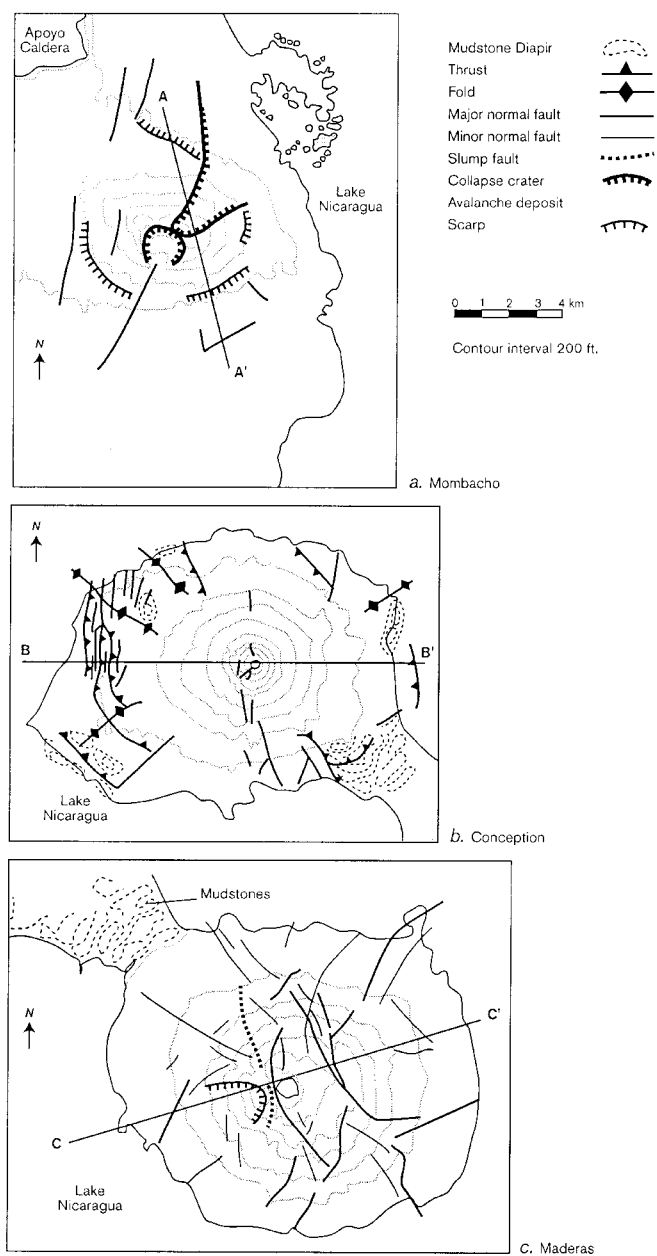 Apoyo
Caldera
A
Lake
Nicaragua
N
A'
a. Mombacho
Mudstone Diapir
Thrust
Fold
Major normal fault
Minor normal fault
Slump fault
Collapse crater
Avalanche deposit
Scarp
0 1 2 3 4 km
Contour interval 200 ft.
N
B
B'
Lake
Nicaragua
b. Conception
Mudstones
N
C'
C
Lake
Nicaragua
c. Maderas